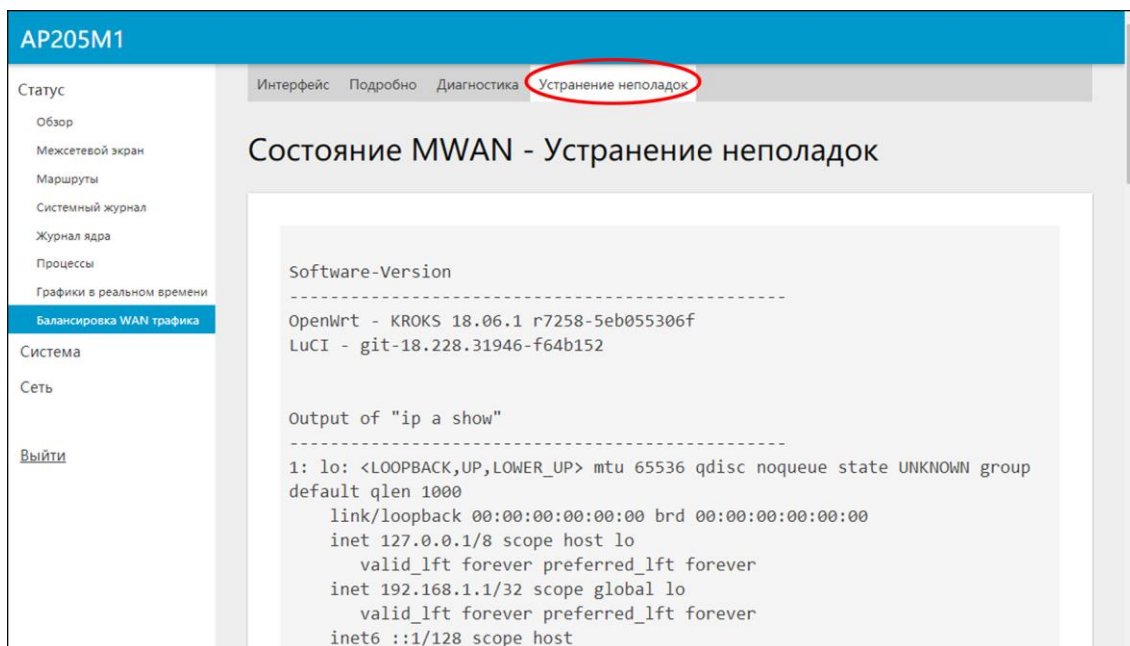 AP205M1
Статус
Обзор
Межсетевой экран
Маршруты
Системный журнал
Журнал ядра
Процессы
Графики в реальном времени
Балансировка WAN трафика
Система
Сеть
Выйти
Интерфейс Подробно Диагностика Устранение неполадок
Состояние MWAN - Устранение неполадок
Software-Version
-------------------------------------------------
OpenWrt - KROKS 18.06.1 r7258-5eb055306f
LuCI - git-18.228.31946-f64b152
Output of "ip a show"
-------------------------------------------------
1: lo: <LOOPBACK,UP,LOWER_UP> mtu 65536 qdisc noqueue state UNKNOWN group
default qlen 1000
link/loopback 00:00:00:00:00:00 brd 00:00:00:00:00:00
inet 127.0.0.1/8 scope host lo
valid_lft forever preferred_lft forever
inet 192.168.1.1/32 scope global lo
valid_lft forever preferred_lft forever
inet6 ::1/128 scope host